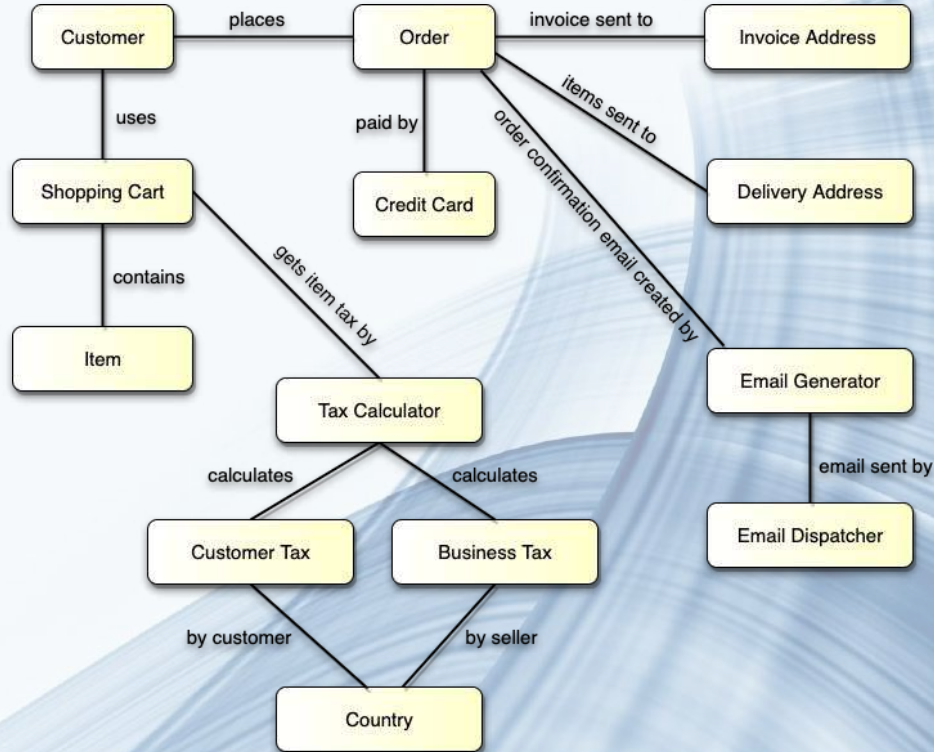 Customer
places
Order
invoice sent to
Invoice Address
uses
paid by
items sent to
order confirmation email created by
Shopping Cart
Credit Card
Delivery Address
contains
gets item tax by
Item
Tax Calculator
Email Generator
calculates
calculates
email sent by
Customer Tax
Business Tax
Email Dispatcher
by customer
by seller
Country